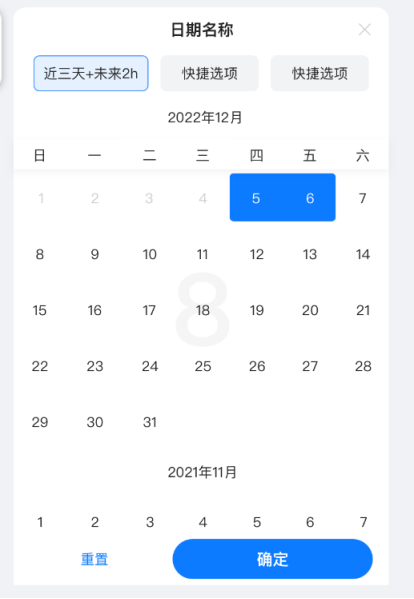 日期名称
近三天+未来2h 快捷选项 快捷选项
2022年12月
日 一 二 三 四 五 六
1 2 3 4 5 6 7
8 9 10 11 12 13 14
8
15 16 17 18 19 20 21
22 23 24 25 26 27 28
29 30 31
2021年11月
1 2 3 4 5 6 7
重置 确定